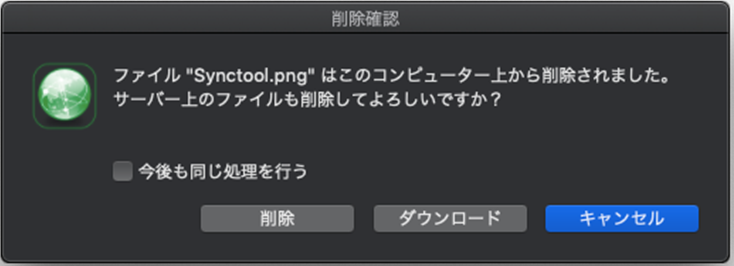 削除確認
ファイル "Synctool.png" はこのコンピューター上から削除されました。
サーバー上のファイルも削除してよろしいですか？
今後も同じ処理を行う
削除
ダウンロード
キャンセル